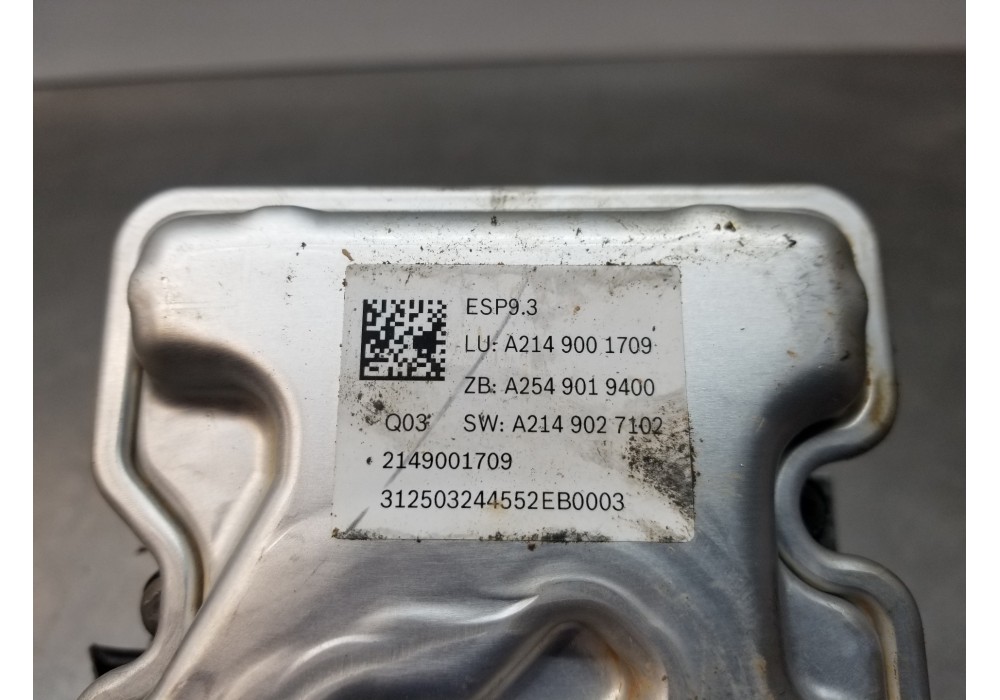 ESP9.3
LU: A214 900 1709
ZB: A254 901 9400
Q03 SW: A214 902 7102
2149001709
312503244552EB0003